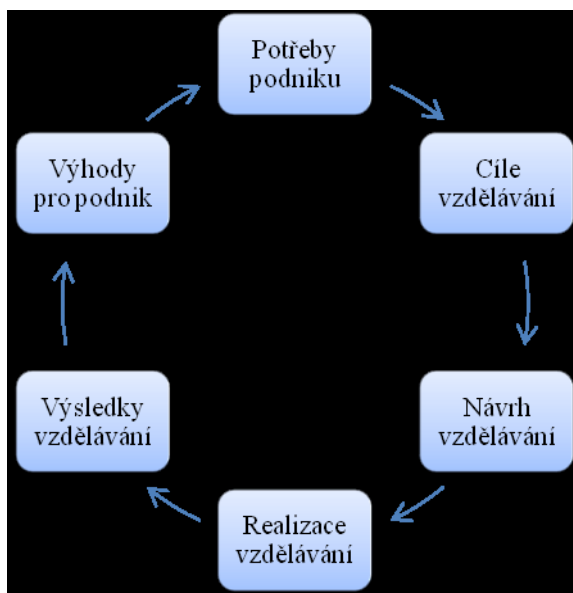 Potřeby
podniku
Cíle
vzdělávání
Návrh
vzdělávání
Realizace
vzdělávání
Výsledky
vzdělávání
Výhody
pro podnik